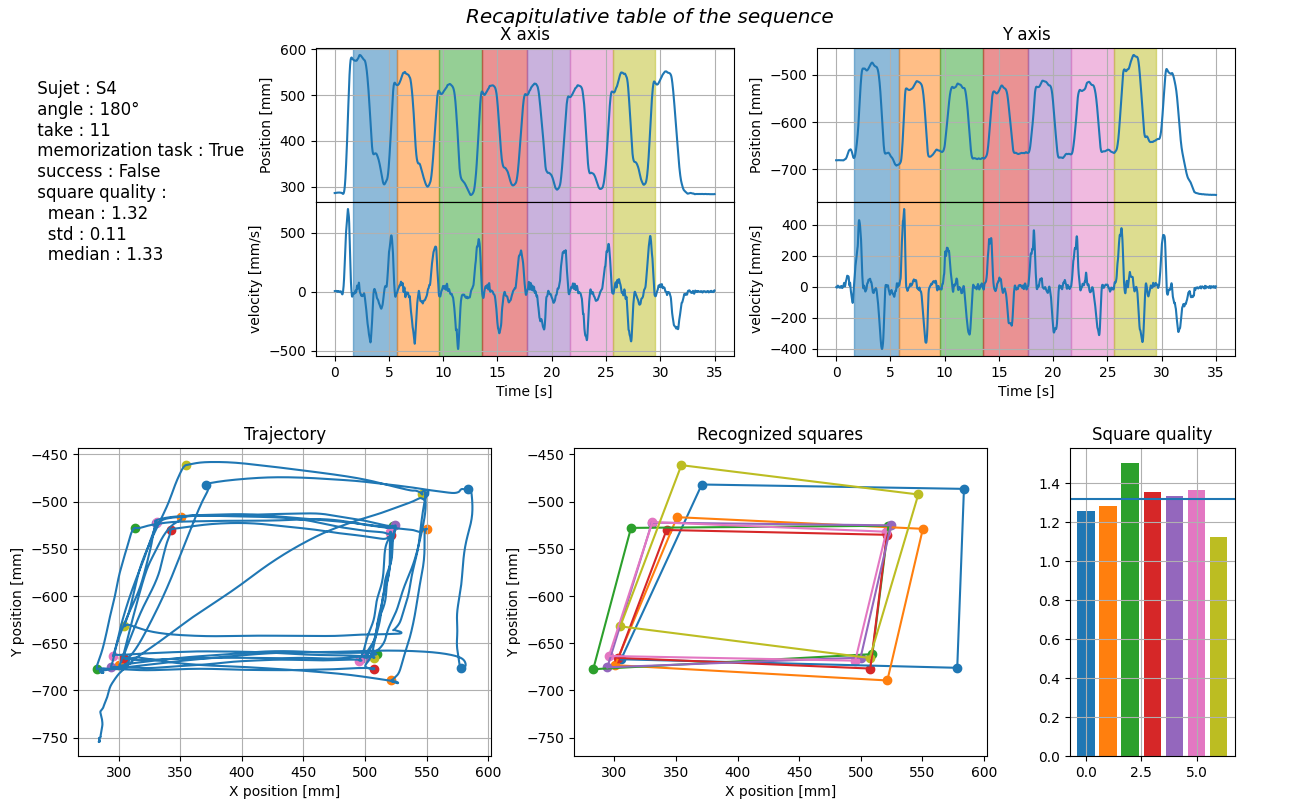 Recapitulative table of the sequence
Sujet : S4
angle : 180°
take : 11
memorization task : True
success : False
square quality :
mean : 1.32
std : 0.11
median : 1.33
X axis
600
500
400
300
Position [mm]
500
0
−500
velocity [mm/s]
0 5 10 15 20 25 30 35
Time [s]
Y axis
−500
−600
−700
Position [mm]
400
200
0
−200
−400
velocity [mm/s]
0 5 10 15 20 25 30 35
Time [s]
Trajectory
−450
−500
−550
−600
−650
−700
−750
Y position [mm]
300 350 400 450 500 550 600
X position [mm]
Recognized squares
−450
−500
−550
−600
−650
−700
−750
Y position [mm]
300 350 400 450 500 550 600
X position [mm]
Square quality
1.4
1.2
1.0
0.8
0.6
0.4
0.2
0.0
0.0 2.5 5.0